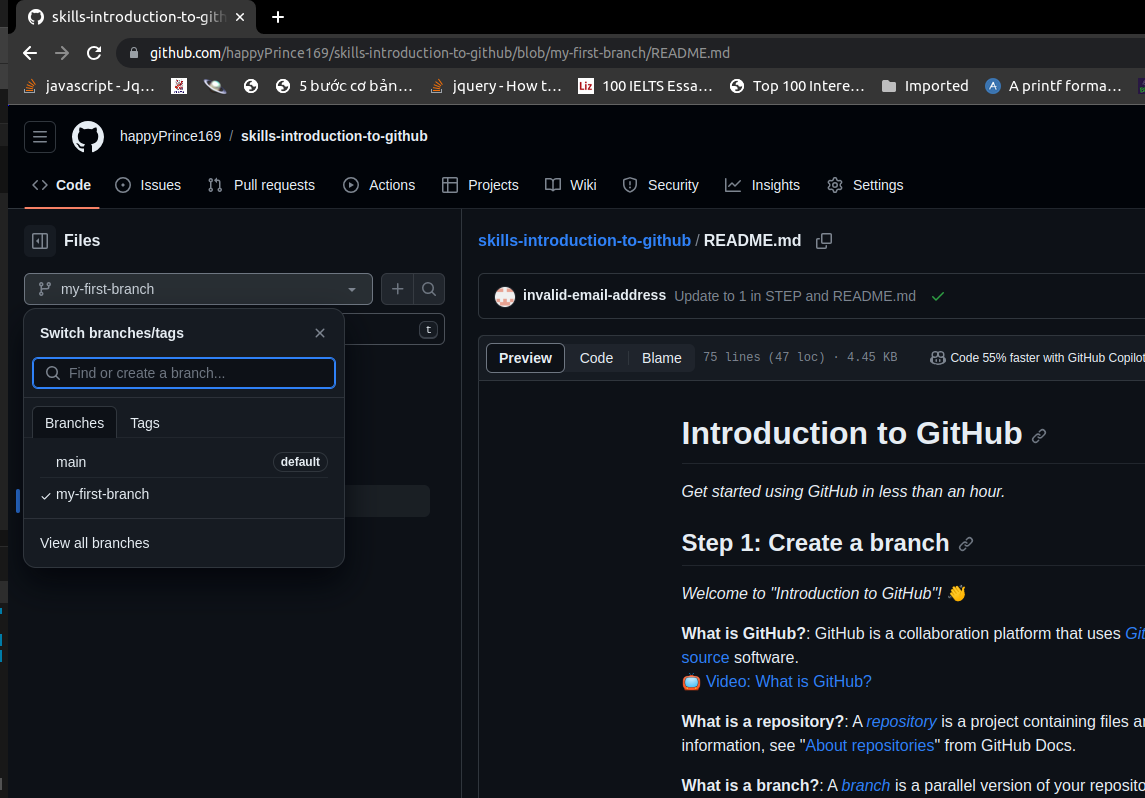 skills-introduction-to-gith
github.com/happyPrince169/skills-introduction-to-github/blob/my-first-branch/README.md
javascript - Jq... 5 bước cơ bản... jquery - How t... Liz 100 IELTS Essa... Top 100 Intere... Imported A A printf forma...
happyPrince169 / skills-introduction-to-github
Code Issues Pull requests Actions Projects Wiki Security Insights Settings
Files
skills-introduction-to-github / README.md
my-first-branch
t
invalid-email-address Update to 1 in STEP and README.md
Switch branches/tags
Find or create a branch...
Branches Tags
main default
my-first-branch
View all branches
Preview Code Blame 75 lines (47 loc) · 4.45 KB Code 55% faster with GitHub Copilot
Introduction to GitHub
Get started using GitHub in less than an hour.
Step 1: Create a branch
Welcome to "Introduction to GitHub"! 👋
What is GitHub?: GitHub is a collaboration platform that uses Git
source software.
📺 Video: What is GitHub?
What is a repository?: A repository is a project containing files an
information, see "About repositories" from GitHub Docs.
What is a branch?: A branch is a parallel version of your reposito